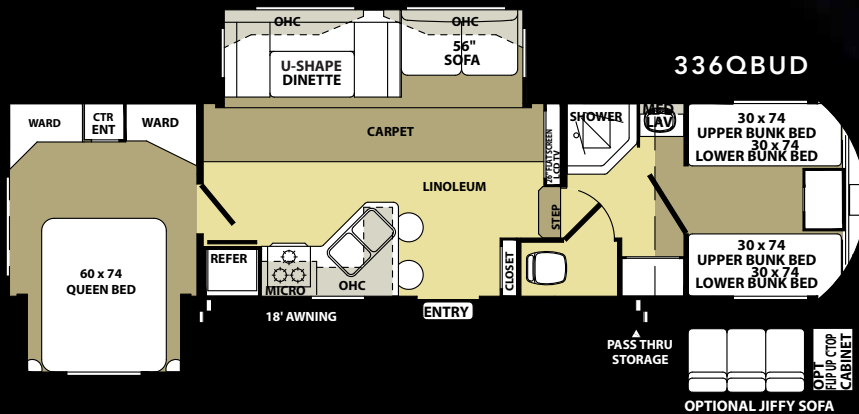 OHC
OHC
U-SHAPE
DINETTE
56"
SOFA
336QBUD
WARD
CTR
ENT
WARD
CARPET
26" FLAT SCREEN
LCD TV
SHOWER
MED
LAV
30 x 74
UPPER BUNK BED
30 x 74
LOWER BUNK BED
LINOLEUM
STEP
60 x 74
QUEEN BED
REFER
MICRO
OHC
CLOSET
30 x 74
UPPER BUNK BED
30 x 74
LOWER BUNK BED
18' AWNING
ENTRY
PASS THRU
STORAGE
OPT
FLIP UP CTOP
CABINET
OPTIONAL JIFFY SOFA